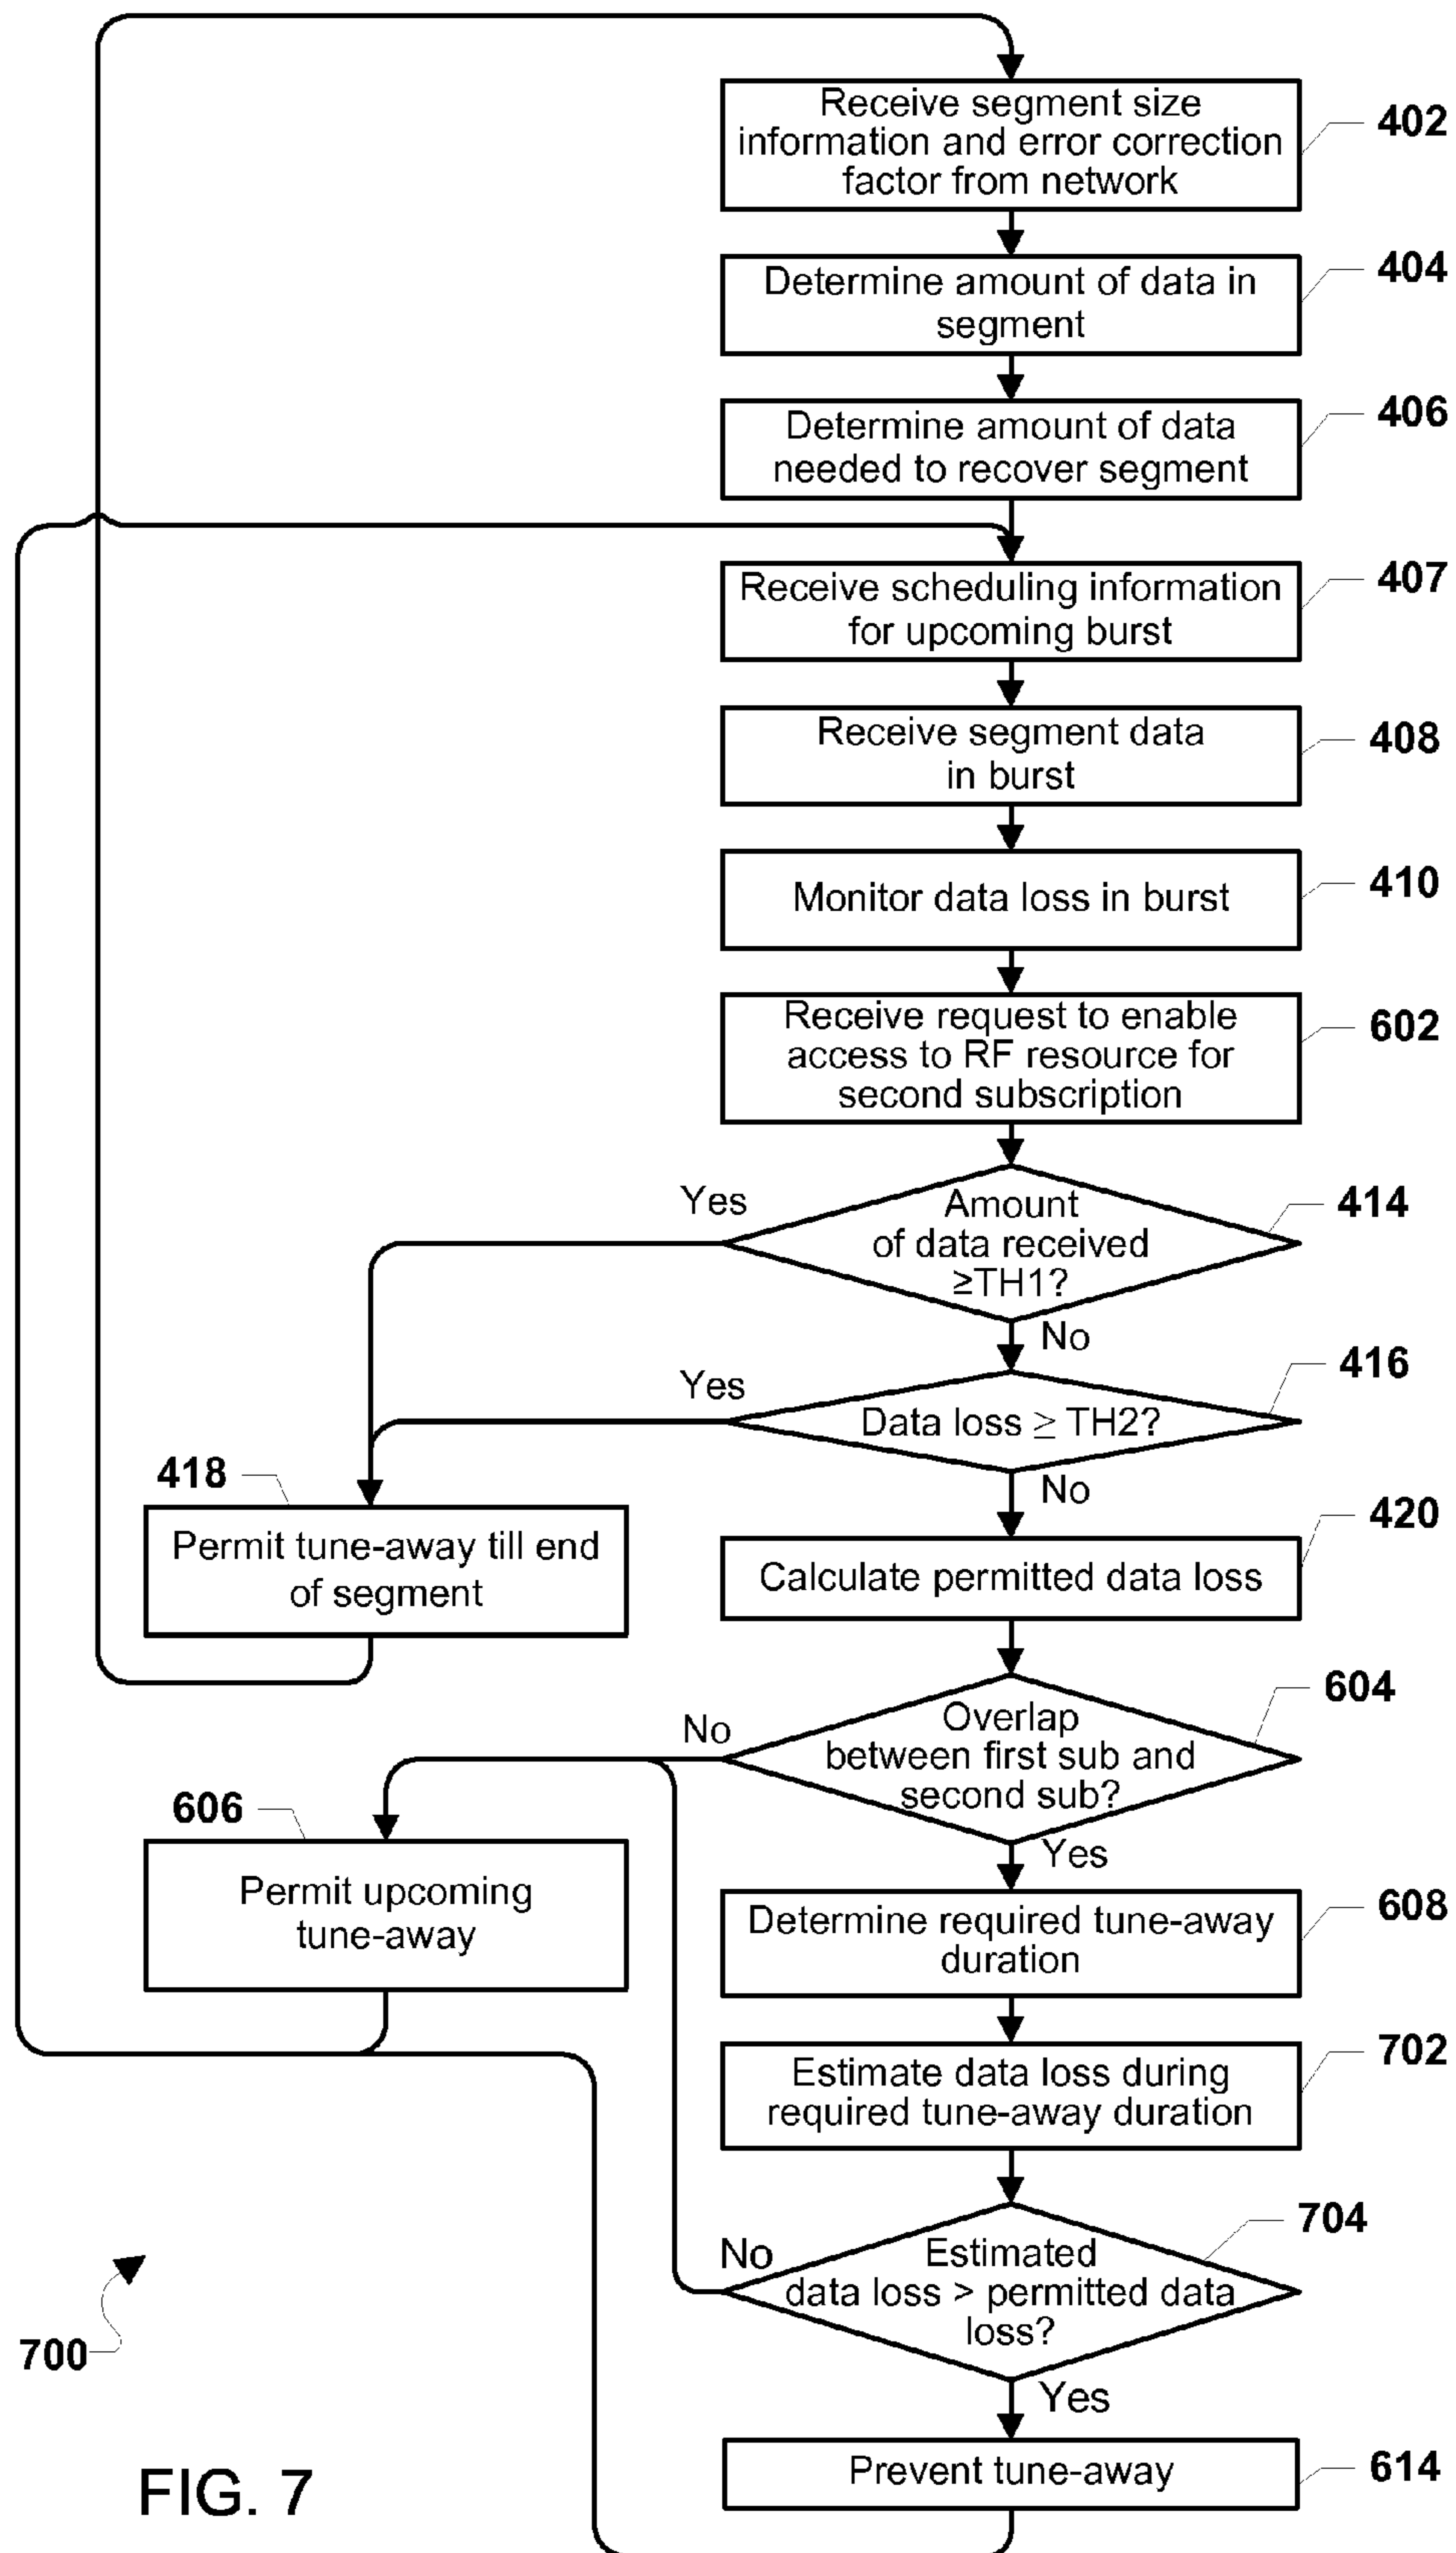 Receive segment size
information and error correction
factor from network
402
Determine amount of data in
segment
404
Determine amount of data
needed to recover segment
406
Receive scheduling information
for upcoming burst
407
Receive segment data
in burst
408
Monitor data loss in burst
410
Receive request to enable
access to RF resource for
second subscription
602
Yes
Amount
of data received
≥TH1?
414
No
Yes
Data loss ≥ TH2?
416
No
418
Permit tune-away till end
of segment
Calculate permitted data loss
420
No
Overlap
between first sub and
second sub?
604
Yes
606
Permit upcoming
tune-away
Determine required tune-away
duration
608
Estimate data loss during
required tune-away duration
702
No
Estimated
data loss > permitted data
loss?
704
Yes
700
Prevent tune-away
614
FIG. 7